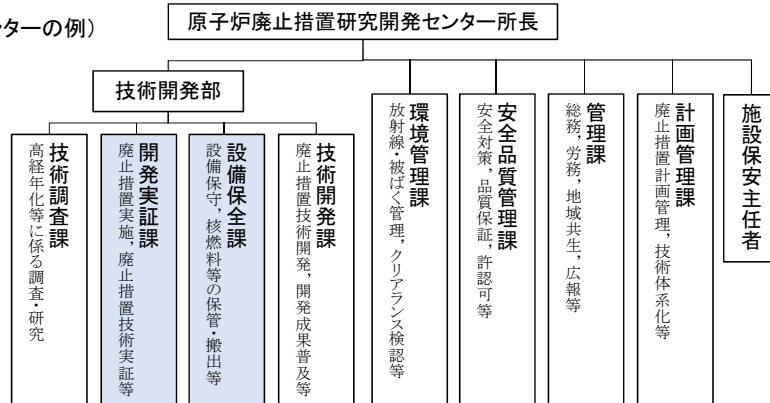 ンターの例)
原子炉廃止措置研究開発センター所長
技術開発部
施設保安主任者
計画管理課
廃止措置計画管理，技術体系化等
管理課
総務，労務，地域共生，広報等
安全品質管理課
安全対策，品質保証，許認可等
環境管理課
放射線・被ばく管理，クリアランス検認等
技術開発課
廃止措置技術開発，開発成果普及等
設備保全課
設備保守，核燃料等の保管・搬出等
開発実証課
廃止措置実施，廃止措置技術実証等
技術調査課
高経年化等に係る調査・研究